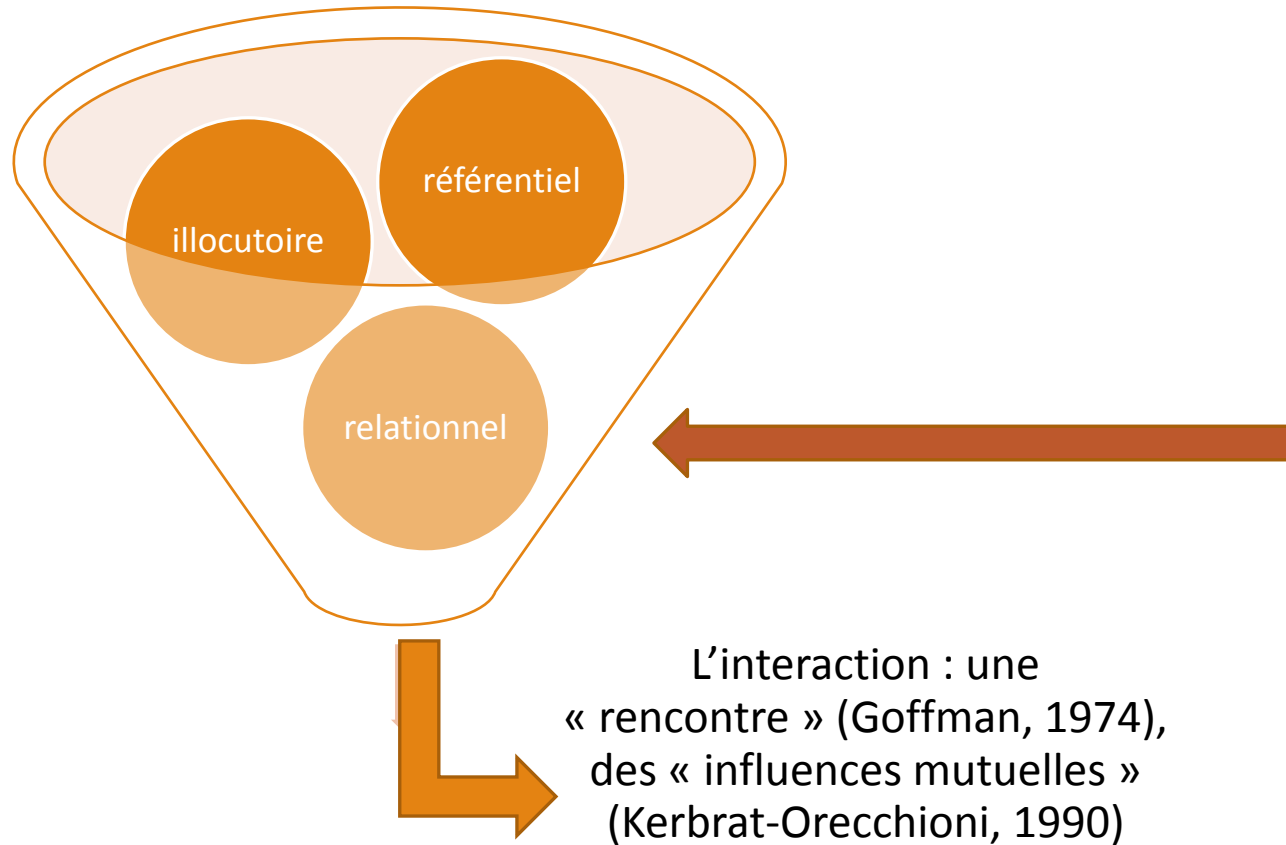 référentiel
illocutoire
relationnel
L’interaction : une
« rencontre » (Goffman, 1974),
des « influences mutuelles »
(Kerbrat-Orecchioni, 1990)